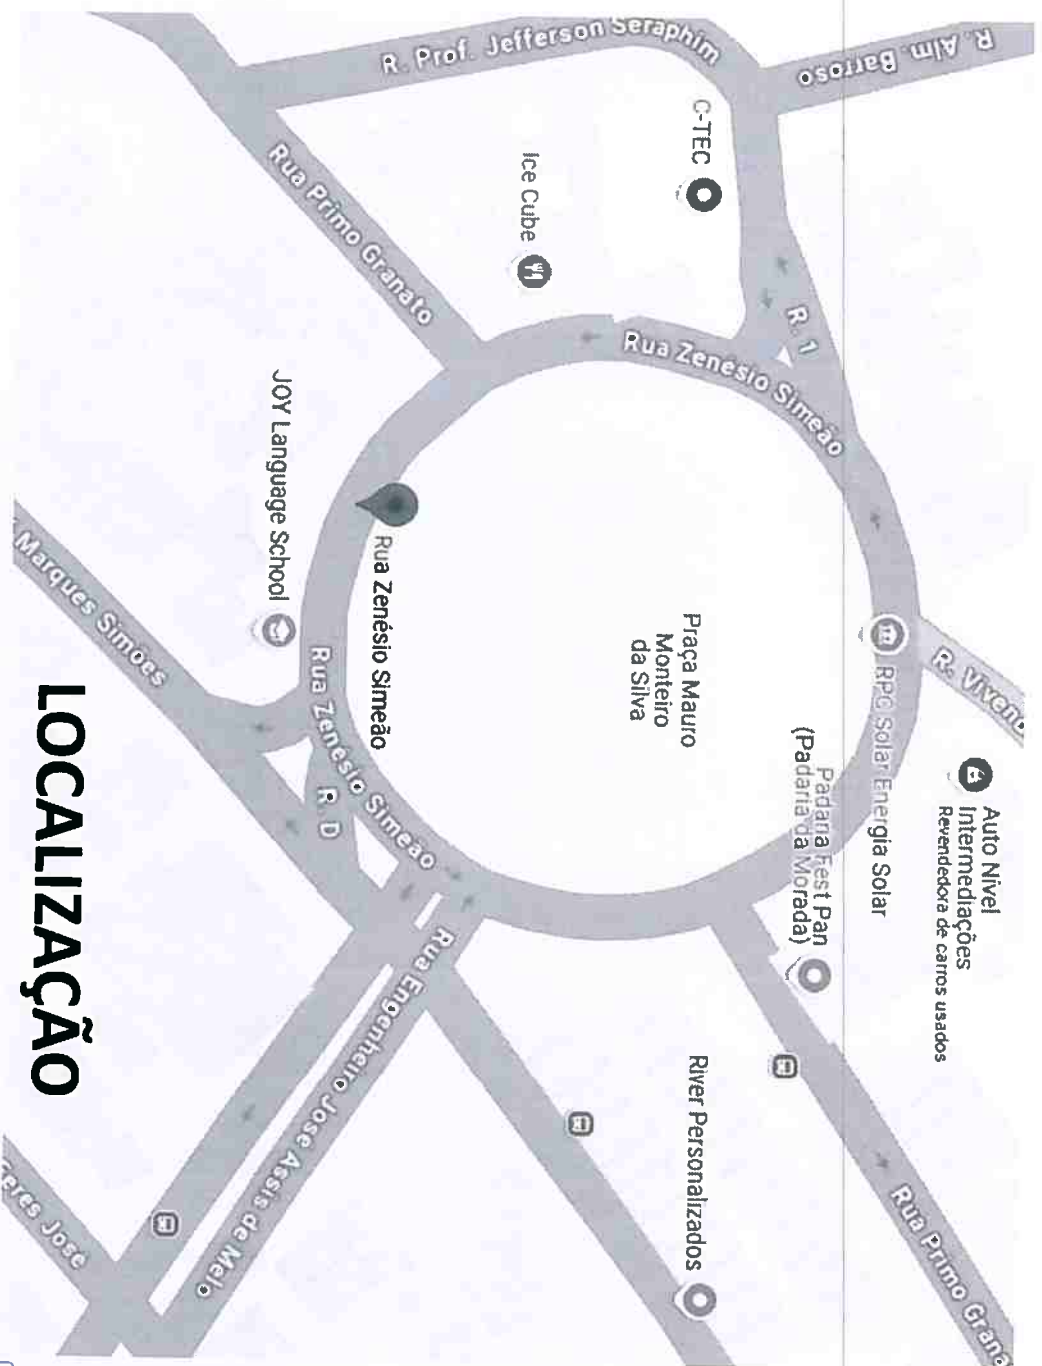 R. Alm. Barroso
R. Prof. Jefferson Seraphim
C-TEC
Ice Cube
Rua Primo Granato
R. 1
Rua Zenésio Simeão
JOY Language School
Rua Zenésio Simeão
Praça Mauro
Monteiro
da Silva
RPC Solar Energia Solar
R. Vivend
Auto Nivel
Intermediações
Revendedora de carros usados
Padaria Fest Pan
(Padaria da Morada)
Marques Simões
Rua Zenésio Simeão
R. D
Rua Engenheiro José Assis de Melo
River Personalizados
Rua Primo Grana
eres José
LOCALIZAÇÃO